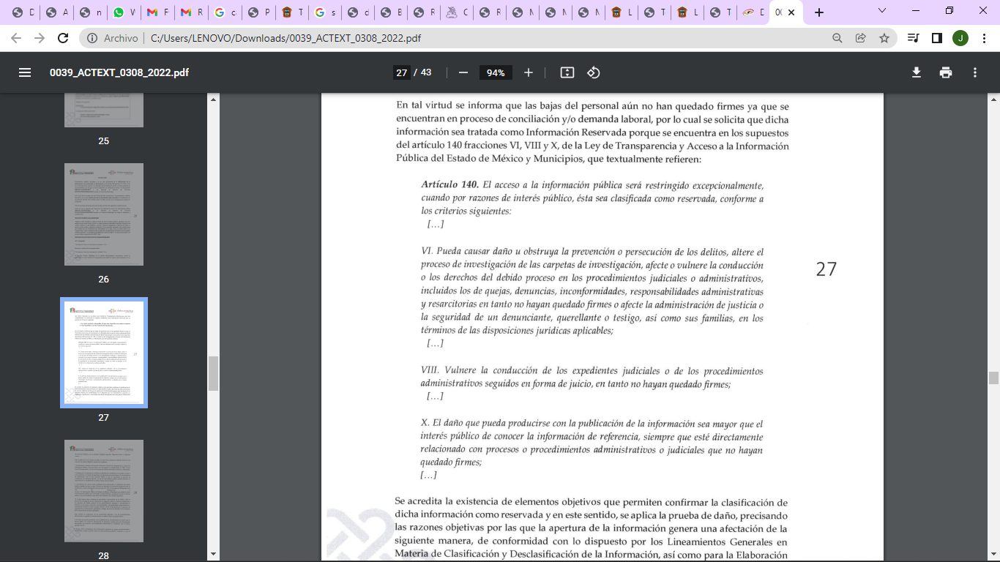 D
A
n
W
F
R
c
P
T
s
d
B
R
C
R
N
N
N
L
T
L
T
D
00
Archivo
C:/Users/LENOVO/Downloads/0039_ACTEXT_0308_2022.pdf
J
0039_ACTEXT_0308_2022.pdf
27 / 43
94%
25
26
27
28
En tal virtud se informa que las bajas del personal aún no han quedado firmes ya que se
encuentran en proceso de conciliación y/o demanda laboral, por lo cual se solicita que dicha
información sea tratada como Información Reservada porque se encuentra en los supuestos
del artículo 140 fracciones VI, VIII y X, de la Ley de Transparencia y Acceso a la Información
Pública del Estado de México y Municipios, que textualmente refieren:
Artículo 140. El acceso a la información pública será restringido excepcionalmente,
cuando por razones de interés público, ésta sea clasificada como reservada, conforme a
los criterios siguientes:
[…]
VI. Pueda causar daño u obstruya la prevención o persecución de los delitos, altere el
proceso de investigación de las carpetas de investigación, afecte o vulnere la conducción
o los derechos del debido proceso en los procedimientos judiciales o administrativos,
incluidos los de quejas, denuncias, inconformidades, responsabilidades administrativas
y resarcitorias en tanto no hayan quedado firmes o afecte la administración de justicia o
la seguridad de un denunciante, querellante o testigo, así como sus familias, en los
términos de las disposiciones jurídicas aplicables;
[…]
VIII. Vulnere la conducción de los expedientes judiciales o de los procedimientos
administrativos seguidos en forma de juicio, en tanto no hayan quedado firmes;
[…]
X. El daño que pueda producirse con la publicación de la información sea mayor que el
interés público de conocer la información de referencia, siempre que esté directamente
relacionado con procesos o procedimientos administrativos o judiciales que no hayan
quedado firmes;
[…]
27
Se acreditan la existencia de elementos objetivos que permiten confirmar la clasificación de
dicha información como reservada y en este sentido, se aplica la prueba de daño, precisando
las razones objetivas por las que la apertura de la información genera una afectación de la
siguiente manera, de conformidad con lo dispuesto por los Lineamientos Generales en
Materia de Clasificación y Desclasificación de la Información, así como para la Elaboración